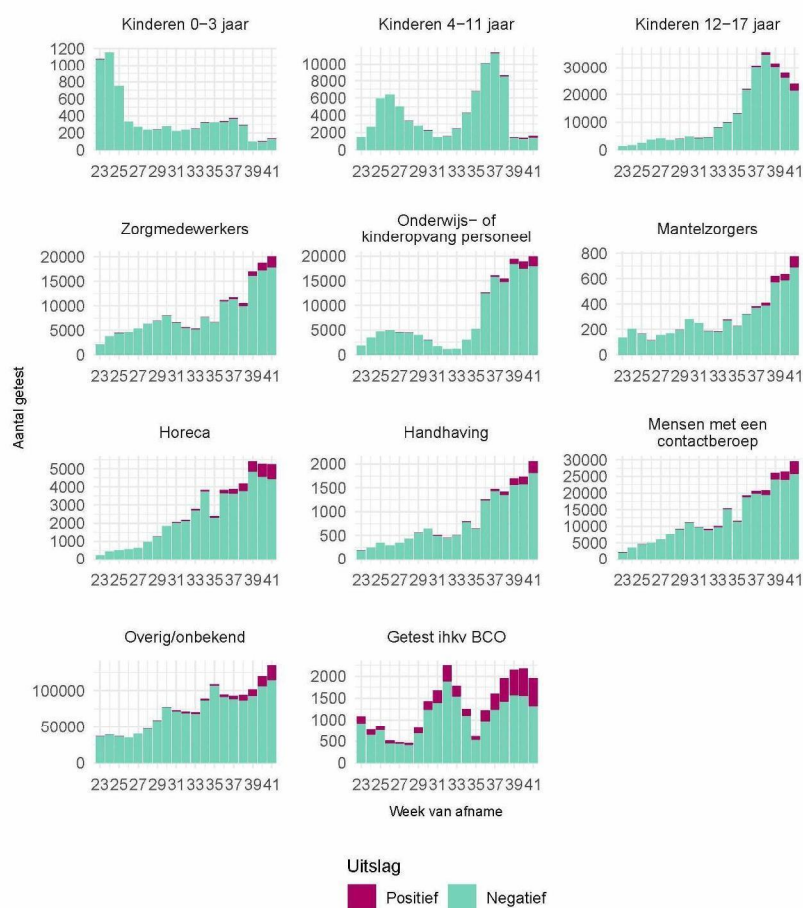 Kinderen 0−3 jaar
Kinderen 4−11 jaar
Kinderen 12−17 jaar
1200
1000
800
600
400
200
0
10000
8000
6000
4000
2000
0
30000
20000
10000
0
23 25 27 29 31 33 35 37 39 41
23 25 27 29 31 33 35 37 39 41
23 25 27 29 31 33 35 37 39 41
Zorgmedewerkers
Onderwijs− of
kinderopvang personeel
Mantelzorgers
20000
15000
10000
5000
0
20000
15000
10000
5000
0
800
600
400
200
0
23 25 27 29 31 33 35 37 39 41
23 25 27 29 31 33 35 37 39 41
23 25 27 29 31 33 35 37 39 41
Aantal getest
Horeca
Handhaving
Mensen met een
contactberoep
5000
4000
3000
2000
1000
0
2000
1500
1000
500
0
30000
25000
20000
15000
10000
5000
0
23 25 27 29 31 33 35 37 39 41
23 25 27 29 31 33 35 37 39 41
23 25 27 29 31 33 35 37 39 41
Overig/onbekend
Getest ihkv BCO
100000
50000
0
2000
1500
1000
500
0
23 25 27 29 31 33 35 37 39 41
23 25 27 29 31 33 35 37 39 41
Week van afname
Uitslag
Positief
Negatief